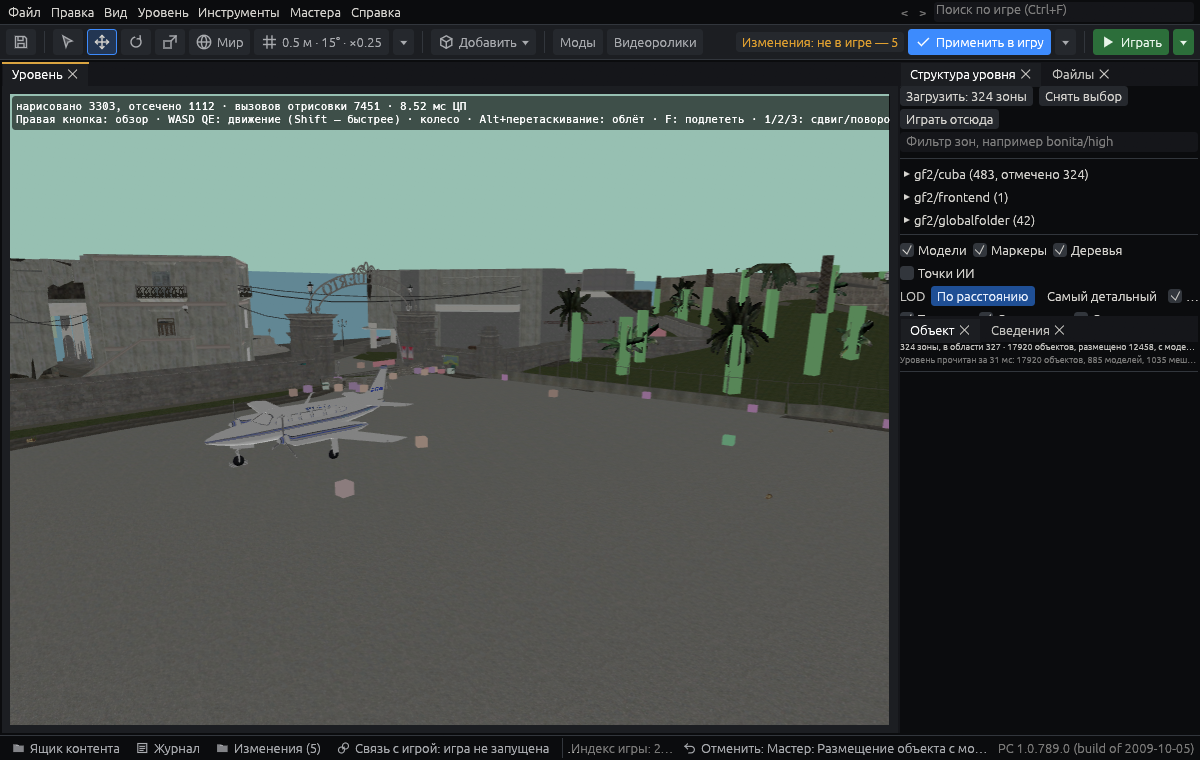 Файл Правка Вид Уровень Инструменты Мастера Справка < > Поиск по игре (Ctrl+F)
Мир 0.5 м · 15° · ×0.25 Добавить Моды Видеоролики Изменения: не в игре — 5 Применить в игру Играть
Уровень
нарисовано 3303, отсечено 1112 · вызовов отрисовки 7451 · 8.52 мс ЦП
Правая кнопка: обзор · WASD QE: движение (Shift — быстрее) · колесо · Alt+перетаскивание: облёт · F: подлететь · 1/2/3: сдвиг/поворо
Структура уровня Файлы
Загрузить: 324 зоны Снять выбор
Играть отсюда
Фильтр зон, например bonita/high
gf2/cuba (483, отмечено 324)
gf2/frontend (1)
gf2/globalfolder (42)
Модели Маркеры Деревья
Точки ИИ
LOD По расстоянию Самый детальный ...
Объект Сведения
324 зоны, в области 327 · 17920 объектов, размещено 12458, с моде...
Уровень прочитан за 31 мс: 17920 объектов, 885 моделей, 1035 меш...
Ящик контента Журнал Изменения (5) Связь с игрой: игра не запущена .Индекс игры: 2... Отменить: Мастер: Размещение объекта с мо... PC 1.0.789.0 (build of 2009-10-05)